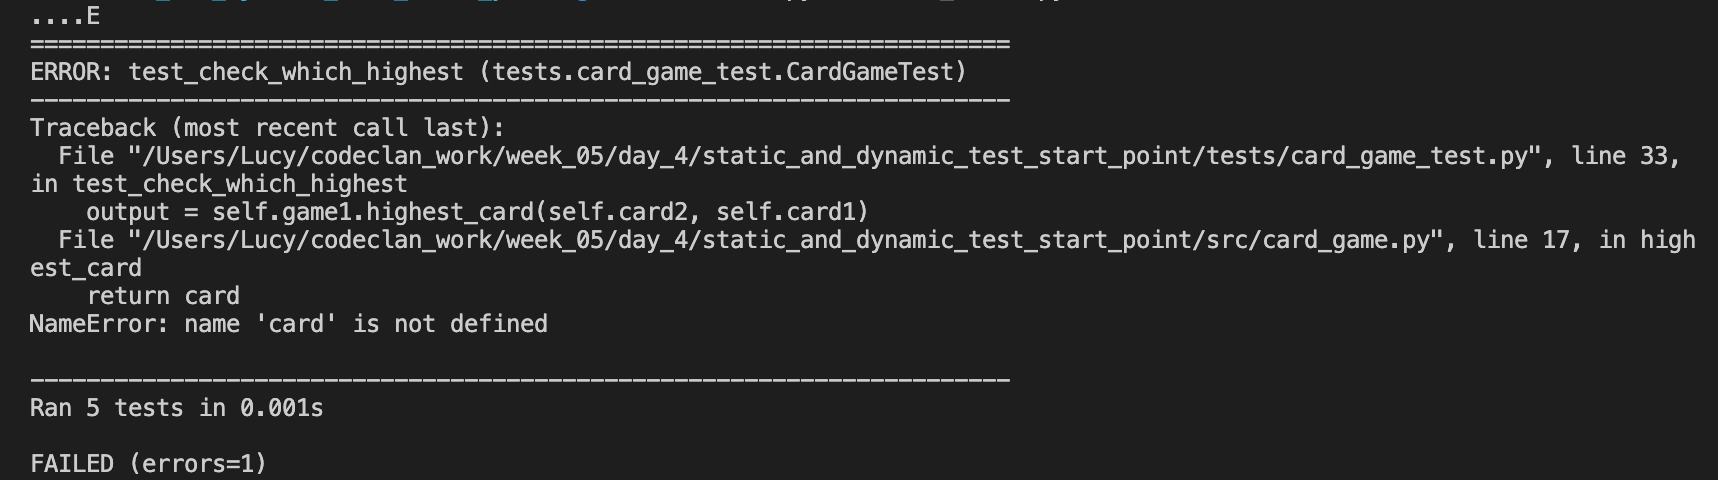 ....E
======================================================================
ERROR: test_check_which_highest (tests.card_game_test.CardGameTest)
----------------------------------------------------------------------
Traceback (most recent call last):
  File "/Users/Lucy/codeclan_work/week_05/day_4/static_and_dynamic_test_start_point/tests/card_game_test.py", line 33,
in test_check_which_highest
    output = self.game1.highest_card(self.card2, self.card1)
  File "/Users/Lucy/codeclan_work/week_05/day_4/static_and_dynamic_test_start_point/src/card_game.py", line 17, in high
est_card
    return card
NameError: name 'card' is not defined

----------------------------------------------------------------------
Ran 5 tests in 0.001s

FAILED (errors=1)